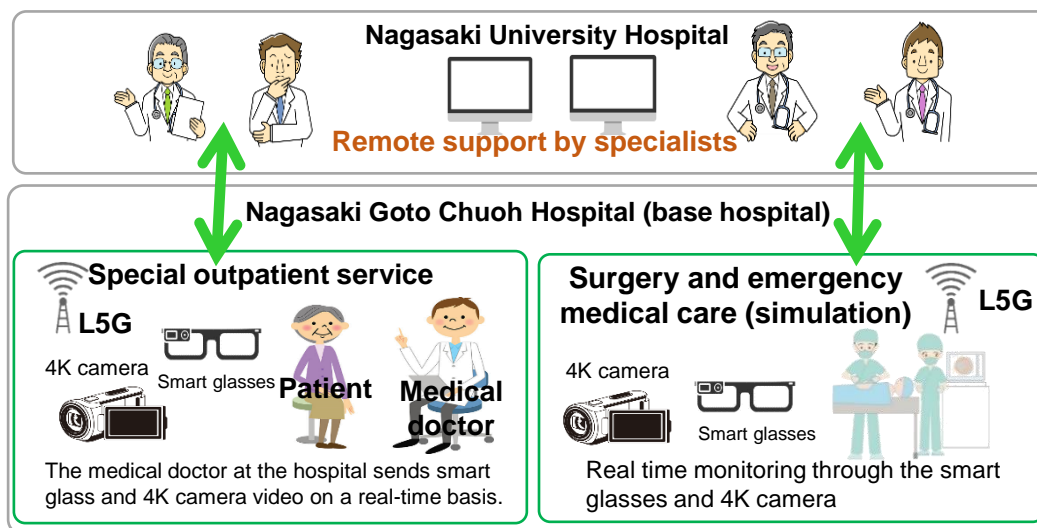 Nagasaki University Hospital
Remote support by specialists
Nagasaki Goto Chuoh Hospital (base hospital)
Special outpatient service
L5G
4K camera
Smart glasses
Patient
Medical
doctor
The medical doctor at the hospital sends smart
glass and 4K camera video on a real-time basis.
Surgery and emergency
medical care (simulation)
L5G
4K camera
Smart glasses
Real time monitoring through the smart
glasses and 4K camera